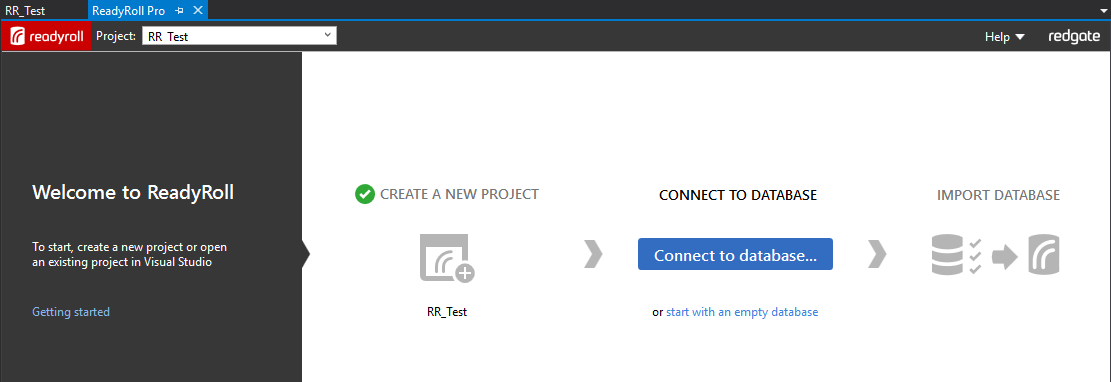 RR_Test
ReadyRoll Pro
readyroll
Project:
RR_Test
Help
redgate
Welcome to ReadyRoll
To start, create a new project or open
an existing project in Visual Studio
Getting started
CREATE A NEW PROJECT
RR_Test
CONNECT TO DATABASE
Connect to database...
or start with an empty database
IMPORT DATABASE